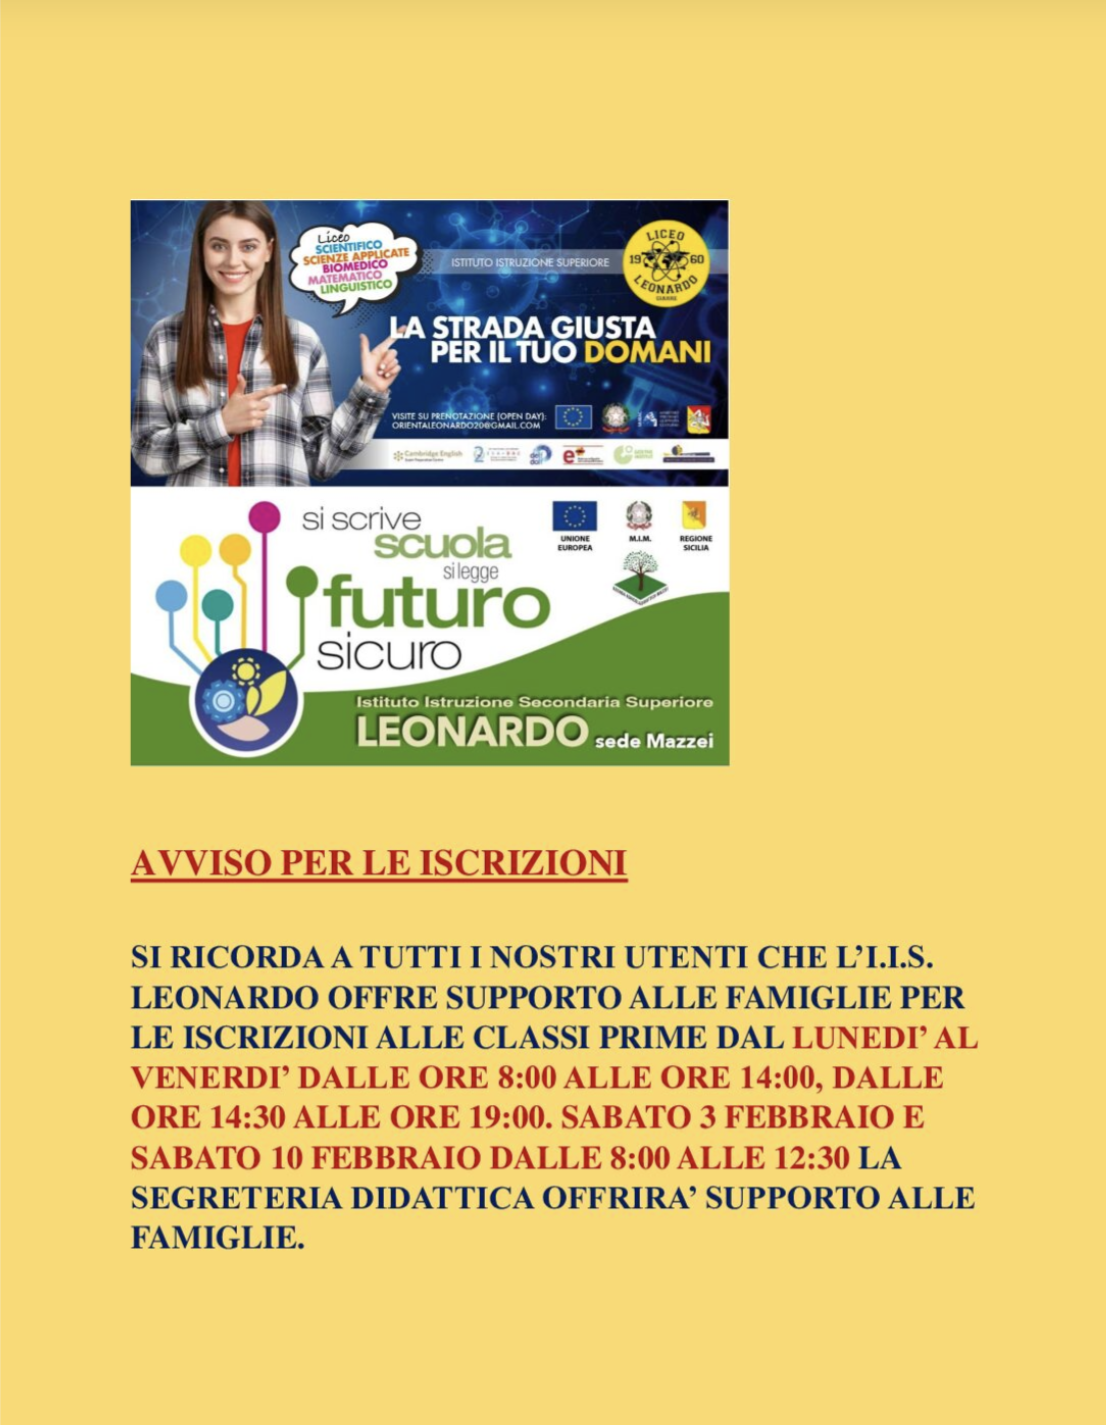 Liceo
SCIENTIFICO
SCIENZE APPLICATE
BIOMEDICO
MATEMATICO
LINGUISTICO
ISTITUTO ISTRUZIONE SUPERIORE
LICEO
1960
LEONARDO
GIARRE
LA STRADA GIUSTA
PER IL TUO DOMANI
VISITE SU PRENOTAZIONE (OPEN DAY):
ORIENTALEONARDO20@GMAIL.COM
Cambridge English
si scrive
scuola
si legge
futuro
sicuro
UNIONE
EUROPEA
M.I.M.
REGIONE
SICILIA
Istituto Istruzione Secondaria Superiore
LEONARDO sede Mazzei
AVVISO PER LE ISCRIZIONI
SI RICORDA A TUTTI I NOSTRI UTENTI CHE L’I.I.S.
LEONARDO OFFRE SUPPORTO ALLE FAMIGLIE PER
LE ISCRIZIONI ALLE CLASSI PRIME DAL LUNEDI’ AL
VENERDI’ DALLE ORE 8:00 ALLE ORE 14:00, DALLE
ORE 14:30 ALLE ORE 19:00. SABATO 3 FEBBRAIO E
SABATO 10 FEBBRAIO DALLE 8:00 ALLE 12:30 LA
SEGRETERIA DIDATTICA OFFRIRA’ SUPPORTO ALLE
FAMIGLIE.